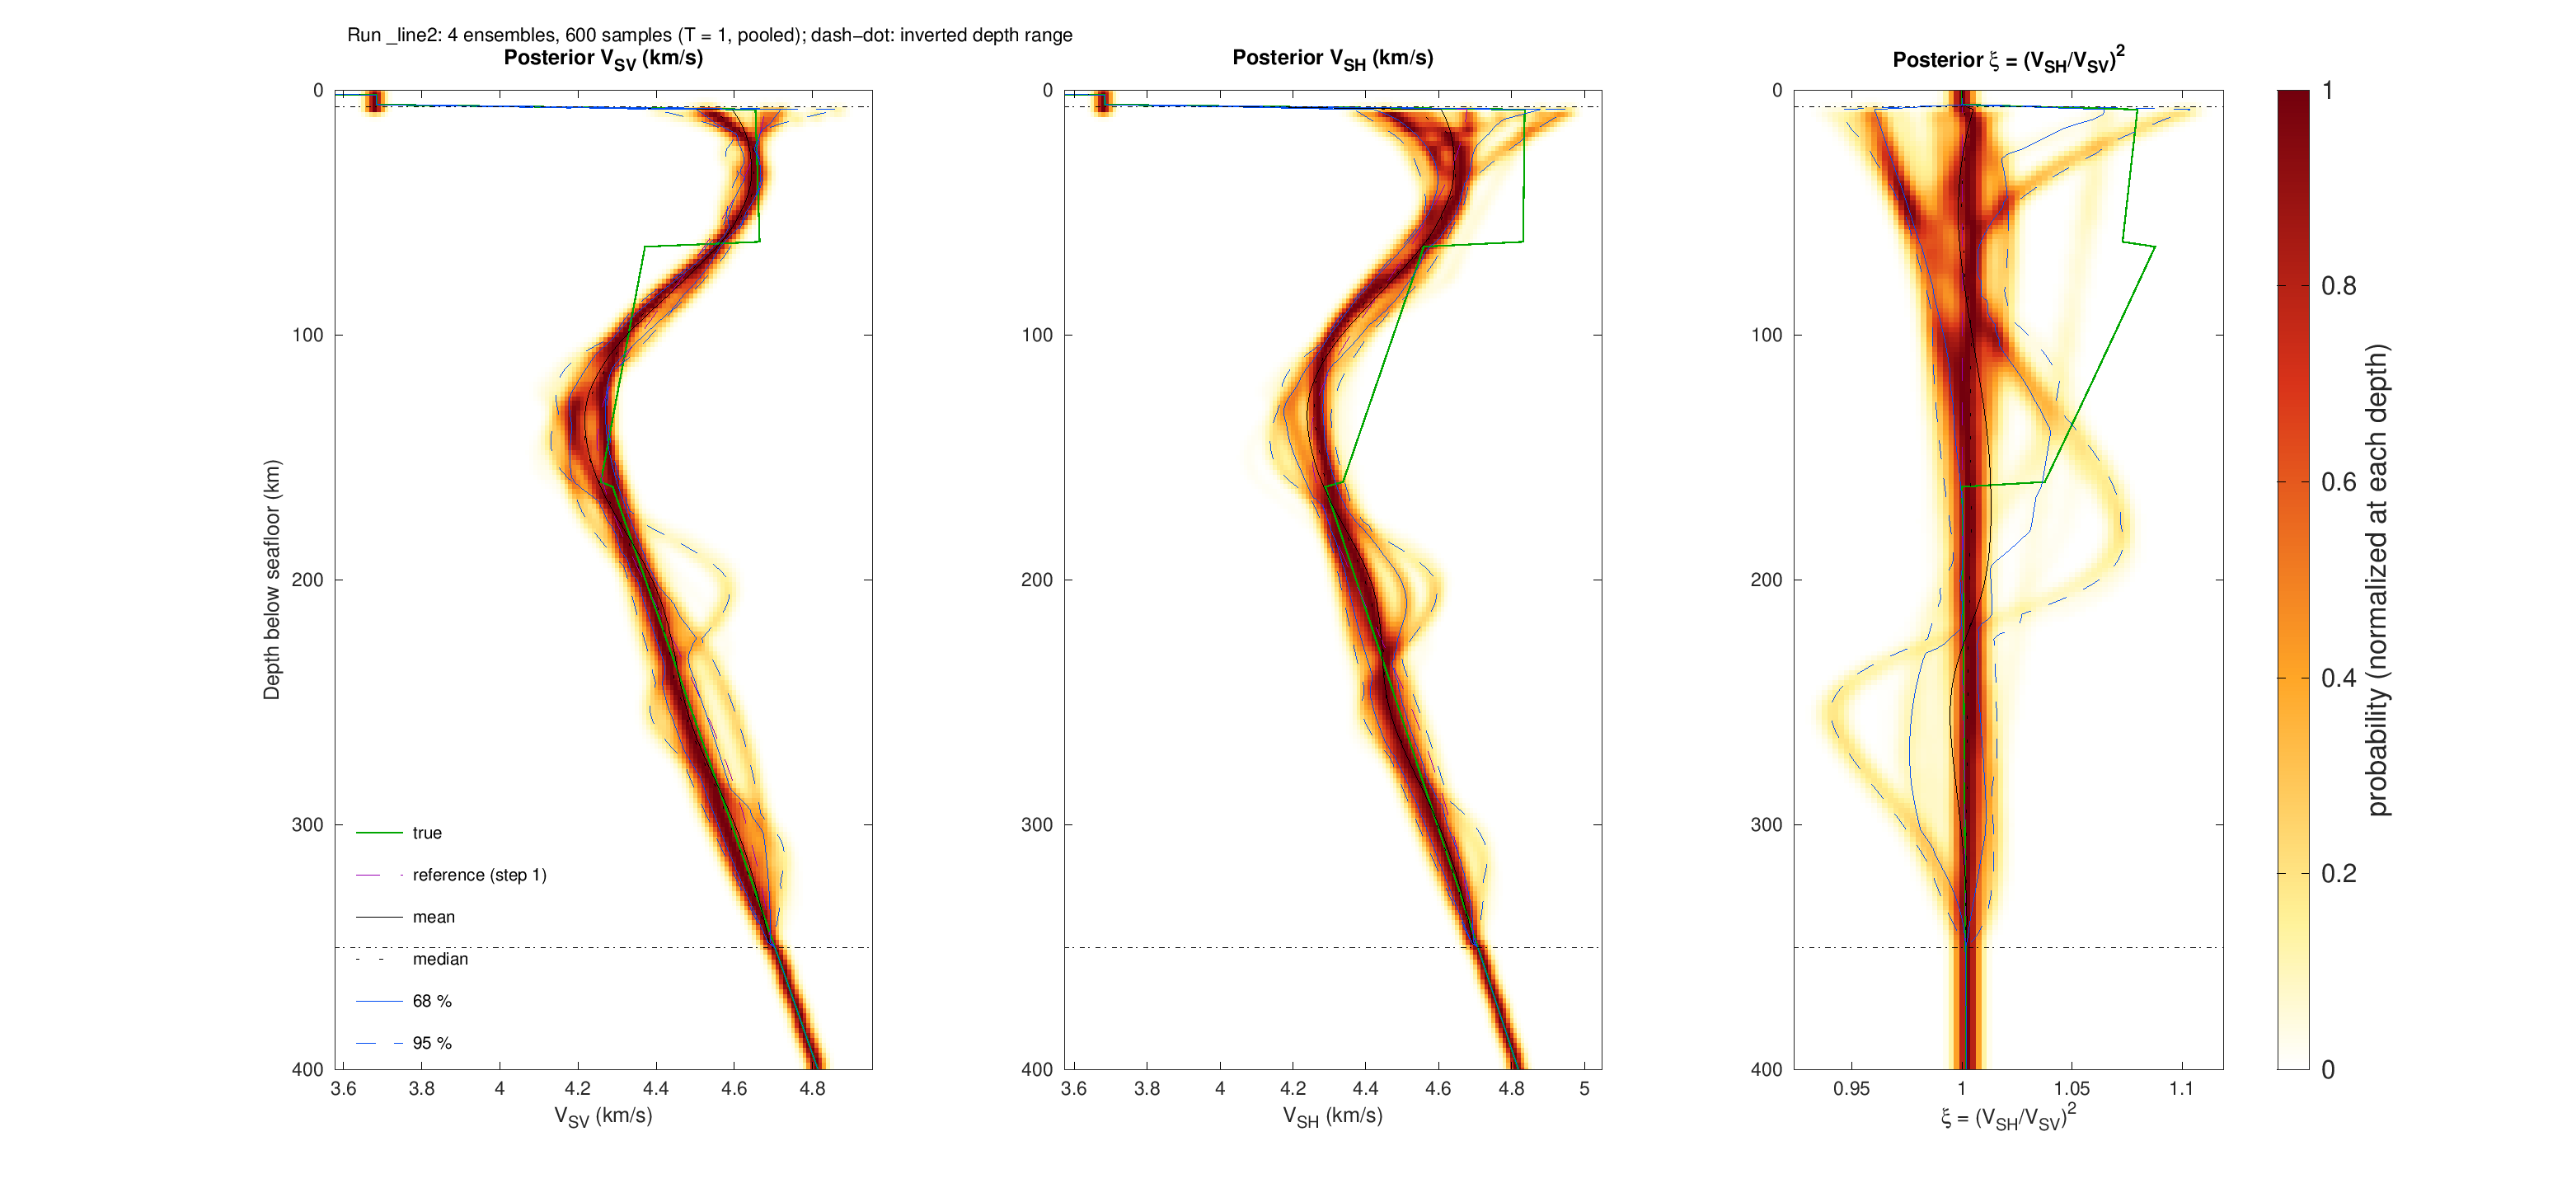 Run _line2: 4 ensembles, 600 samples (T = 1, pooled); dash−dot: inverted depth range
Posterior V_SV (km/s)
0
100
200
300
400
3.6 3.8 4 4.2 4.4 4.6 4.8
V_SV (km/s)
Depth below seafloor (km)
true
reference (step 1)
mean
median
68 %
95 %
Posterior V_SH (km/s)
0
100
200
300
400
3.6 3.8 4 4.2 4.4 4.6 4.8 5
V_SH (km/s)
Posterior ξ = (V_SH/V_SV)^2
0
100
200
300
400
0.95 1 1.05 1.1
ξ = (V_SH/V_SV)^2
1
0.8
0.6
0.4
0.2
0
probability (normalized at each depth)